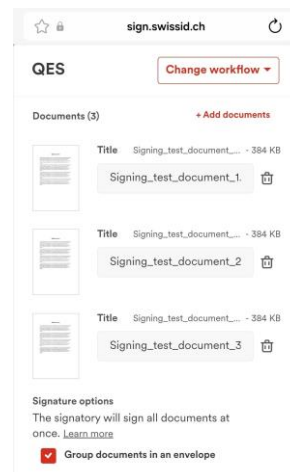 sign.swissid.ch
QES
Change workflow
Documents (3)
+ Add documents
Title Signing_test_document_... - 384 KB
Signing_test_document_1.
Title Signing_test_document_... - 384 KB
Signing_test_document_2
Title Signing_test_document_... - 384 KB
Signing_test_document_3
Signature options
The signatory will sign all documents at
once. Learn more
Group documents in an envelope